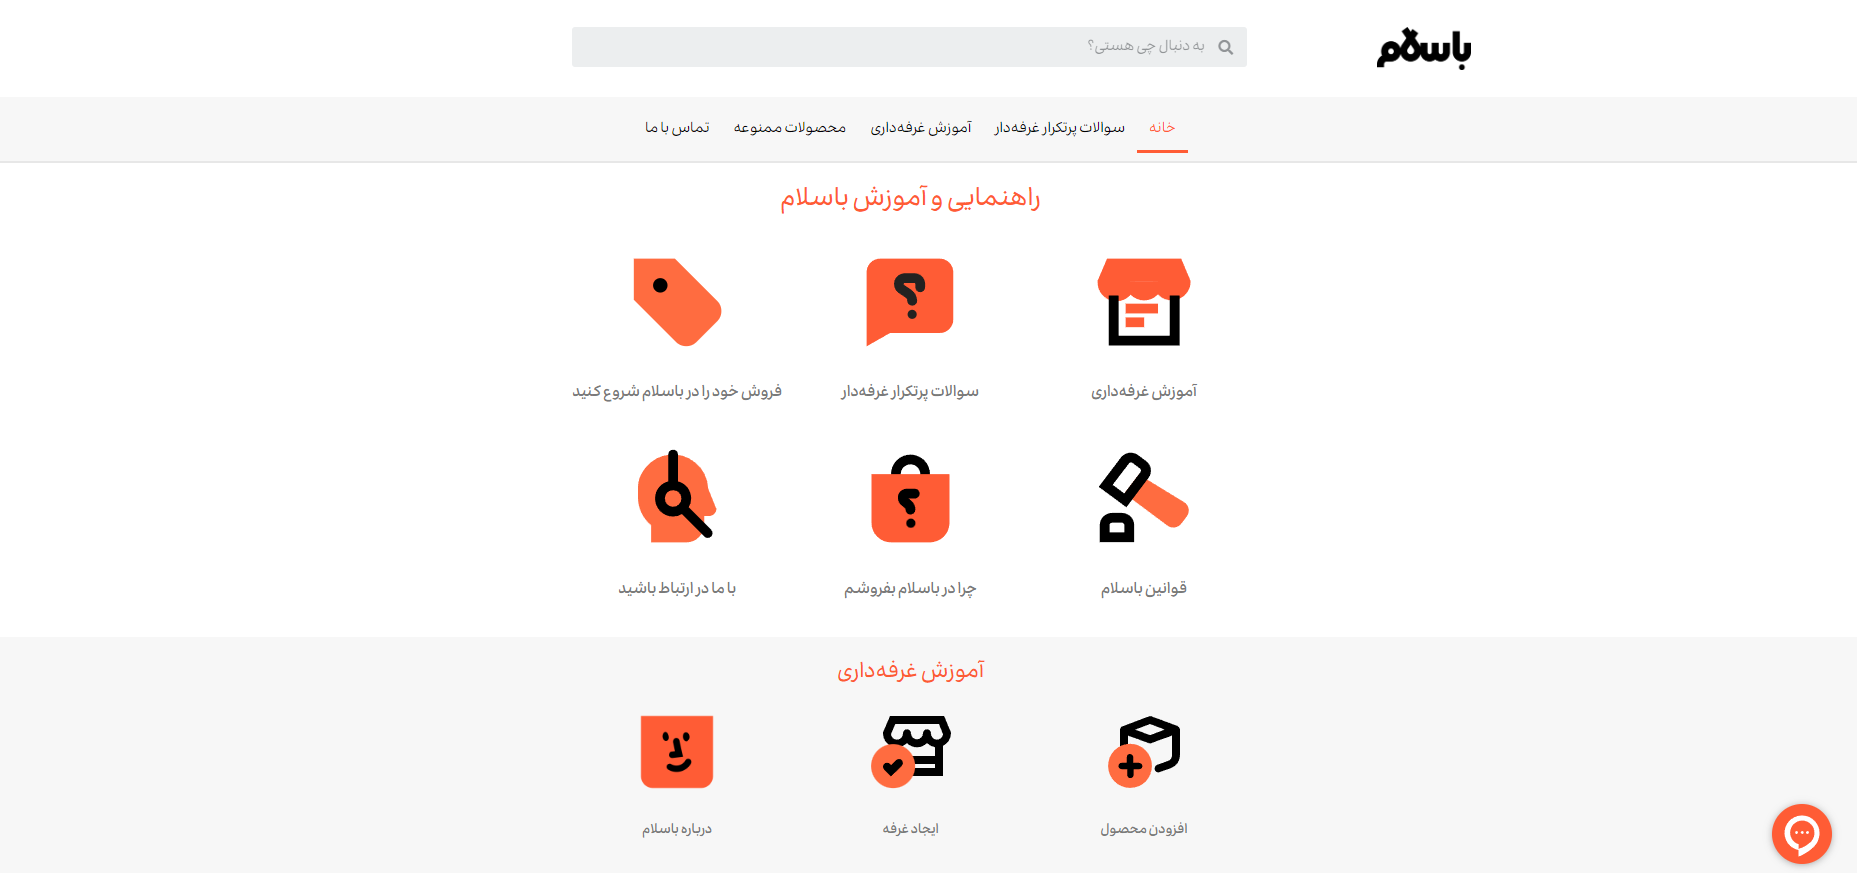 باسلام
به دنبال چی هستی؟
خانه
سوالات پرتکرار غرفه‌دار
آموزش غرفه‌داری
محصولات ممنوعه
تماس با ما
راهنمایی و آموزش باسلام
آموزش غرفه‌داری
سوالات پرتکرار غرفه‌دار
فروش خود را در باسلام شروع کنید
قوانین باسلام
چرا در باسلام بفروشم
با ما در ارتباط باشید
آموزش غرفه‌داری
افزودن محصول
ایجاد غرفه
درباره باسلام